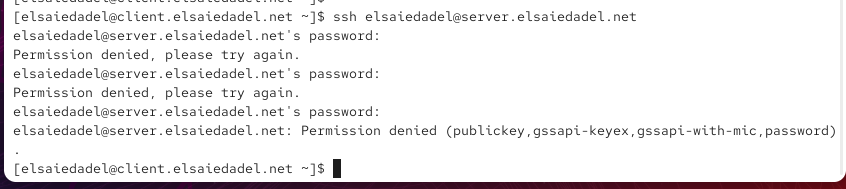 [elsaiedadel@client.elsaiedadel.net ~]$ ssh elsaiedadel@server.elsaiedadel.net
elsaiedadel@server.elsaiedadel.net's password:
Permission denied, please try again.
elsaiedadel@server.elsaiedadel.net's password:
Permission denied, please try again.
elsaiedadel@server.elsaiedadel.net's password:
elsaiedadel@server.elsaiedadel.net: Permission denied (publickey,gssapi-keyex,gssapi-with-mic,password)
.
[elsaiedadel@client.elsaiedadel.net ~]$